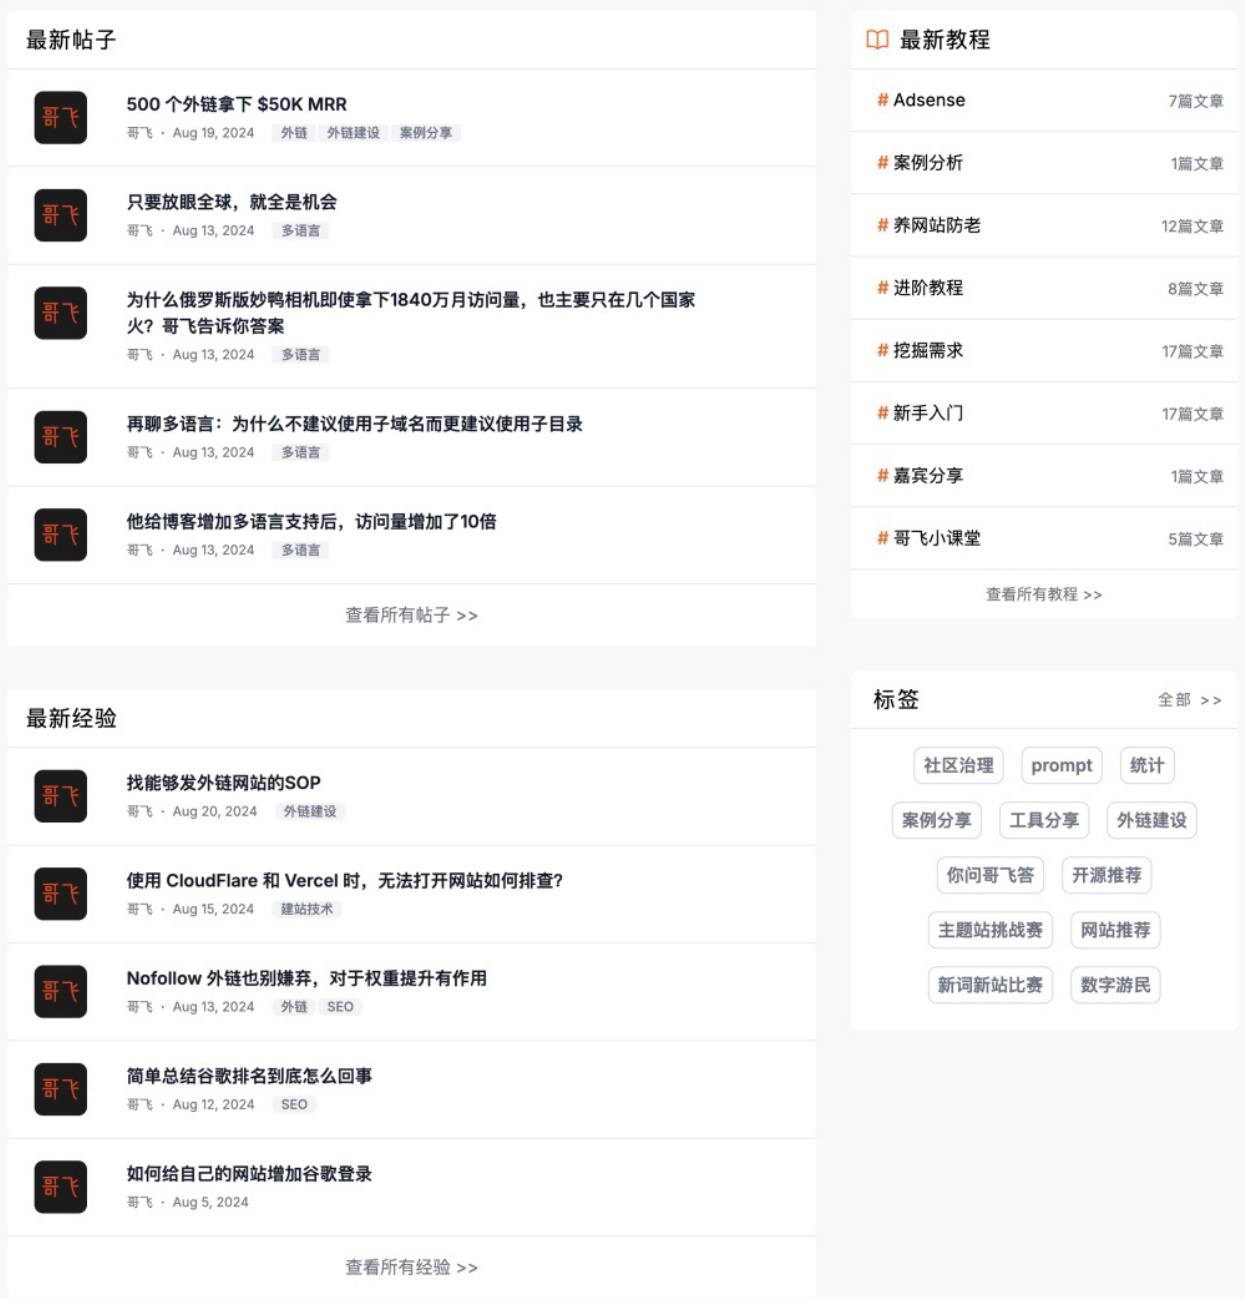 最新帖子
哥飞
500 个外链拿下 $50K MRR
哥飞 · Aug 19, 2024 外链 外链建设 案例分享
哥飞
只要放眼全球，就全是机会
哥飞 · Aug 13, 2024 多语言
哥飞
为什么俄罗斯版妙鸭相机即使拿下1840万月访问量，也主要只在几个国家
火？哥飞告诉你答案
哥飞 · Aug 13, 2024 多语言
哥飞
再聊多语言：为什么不建议使用子域名而更建议使用子目录
哥飞 · Aug 13, 2024 多语言
哥飞
他给博客增加多语言支持后，访问量增加了10倍
哥飞 · Aug 13, 2024 多语言
查看所有帖子 >>
最新经验
哥飞
找能够发外链网站的SOP
哥飞 · Aug 20, 2024 外链建设
哥飞
使用 CloudFlare 和 Vercel 时，无法打开网站如何排查？
哥飞 · Aug 15, 2024 建站技术
哥飞
Nofollow 外链也别嫌弃，对于权重提升有作用
哥飞 · Aug 13, 2024 外链 SEO
哥飞
简单总结谷歌排名到底怎么回事
哥飞 · Aug 12, 2024 SEO
哥飞
如何给自己的网站增加谷歌登录
哥飞 · Aug 5, 2024
查看所有经验 >>
最新教程
# Adsense 7篇文章
# 案例分析 1篇文章
# 养网站防老 12篇文章
# 进阶教程 8篇文章
# 挖掘需求 17篇文章
# 新手入门 17篇文章
# 嘉宾分享 1篇文章
# 哥飞小课堂 5篇文章
查看所有教程 >>
标签 全部 >>
社区治理 prompt 统计
案例分享 工具分享 外链建设
你问哥飞答 开源推荐
主题站挑战赛 网站推荐
新词新站比赛 数字游民